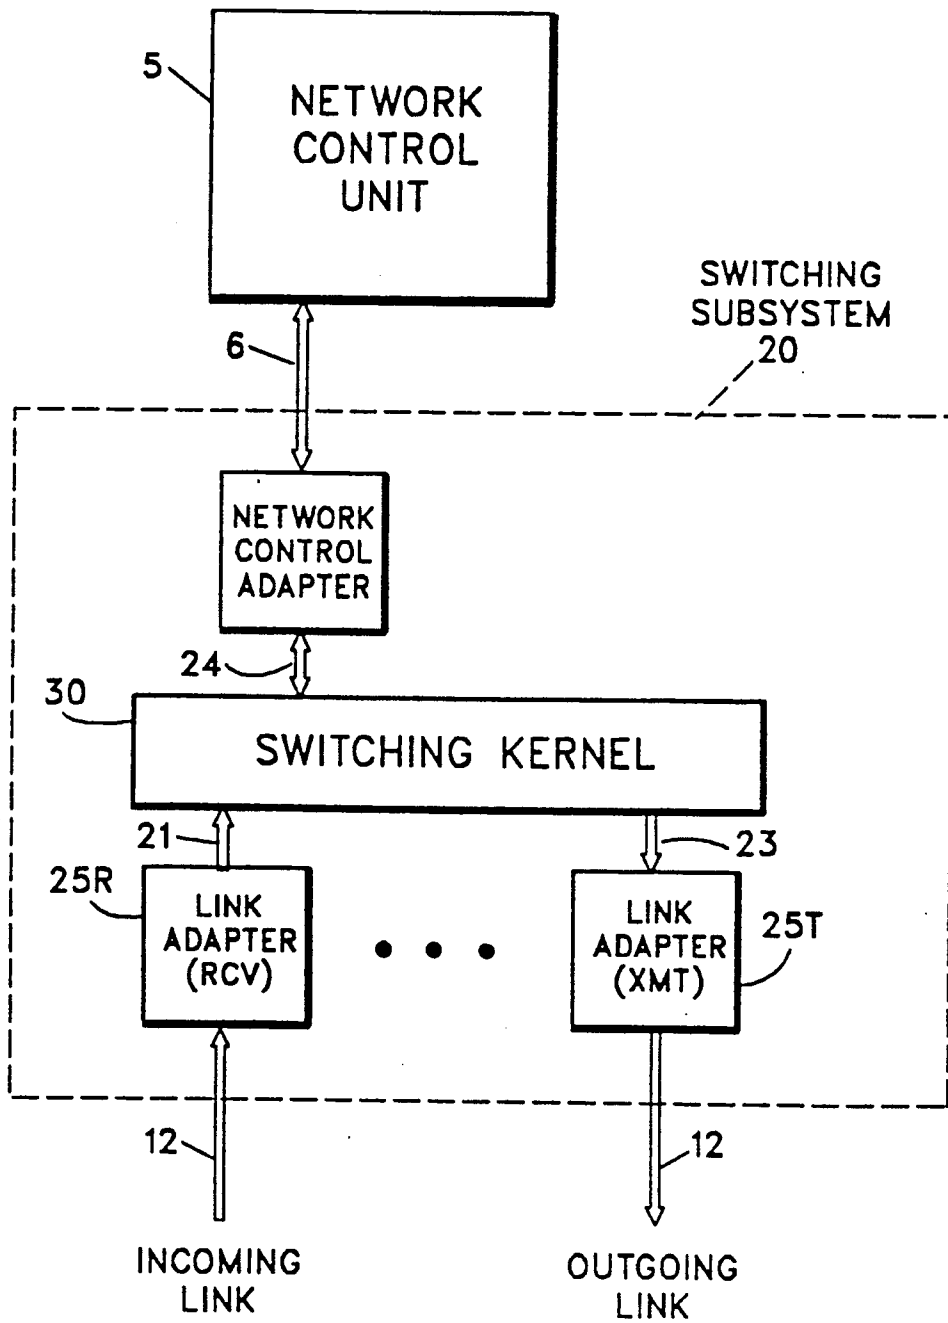 5
NETWORK
CONTROL
UNIT
SWITCHING
SUBSYSTEM
20
6
NETWORK
CONTROL
ADAPTER
24
30
SWITCHING KERNEL
21
23
25R
LINK
ADAPTER
(RCV)
LINK
ADAPTER
(XMT)
25T
12
12
INCOMING
LINK
OUTGOING
LINK